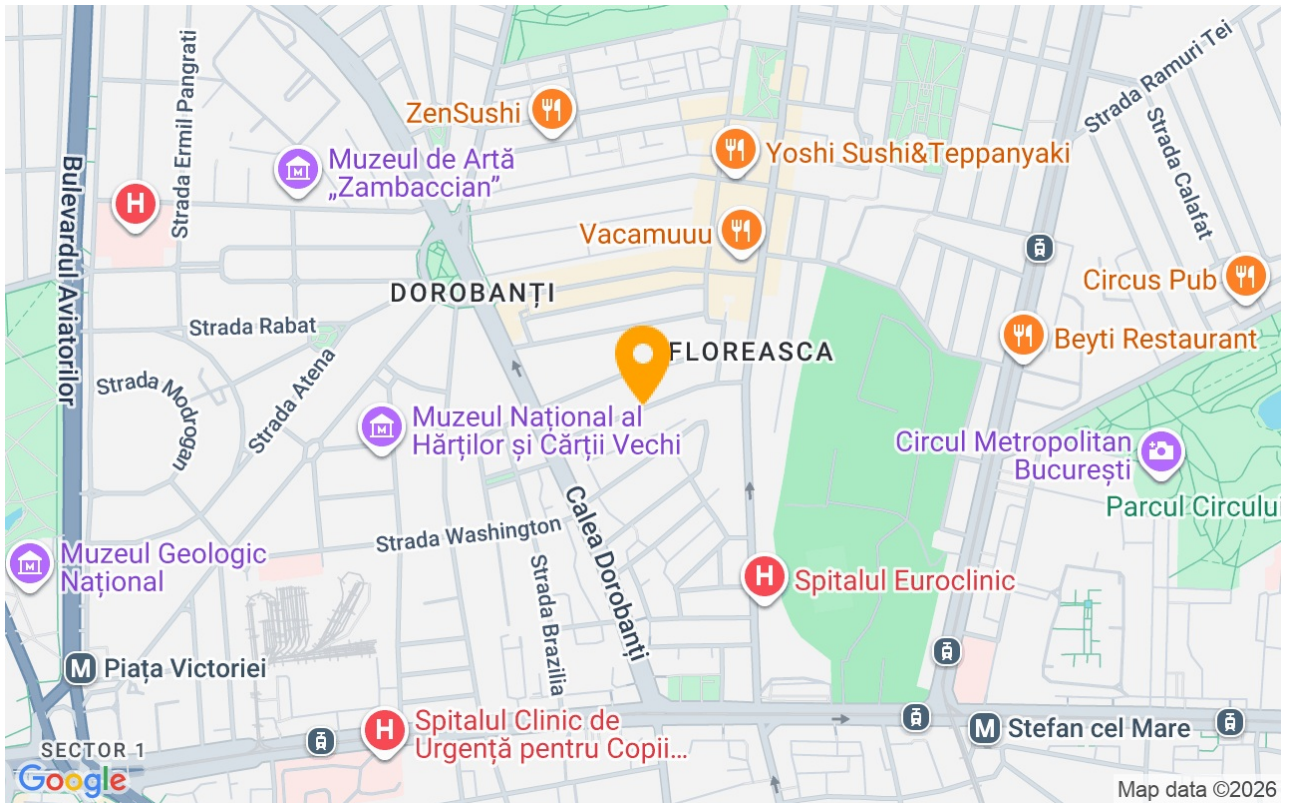 Strada Ermil Pangrati
Strada Ramuri Tei
ZenSushi
Muzeul de Artă
„Zambaccian”
Yoshi Sushi&Teppanyaki
Strada Calafat
H
Bulevardul Aviatorilor
Vacamuuu
Circus Pub
DOROBANȚI
Strada Rabat
Beyti Restaurant
FLOREASCA
Strada Atena
Strada Modrogan
Muzeul Național al
Hărților și Cărții Vechi
Circul Metropolitan
București
Parcul Circului
Calea Dorobanți
Strada Washington
Muzeul Geologic
Național
Strada Brazilia
H
Spitalul Euroclinic
M
Piața Victoriei
H
Spitalul Clinic de
Urgență pentru Copii...
M
Stefan cel Mare
SECTOR 1
Google
Map data ©2026